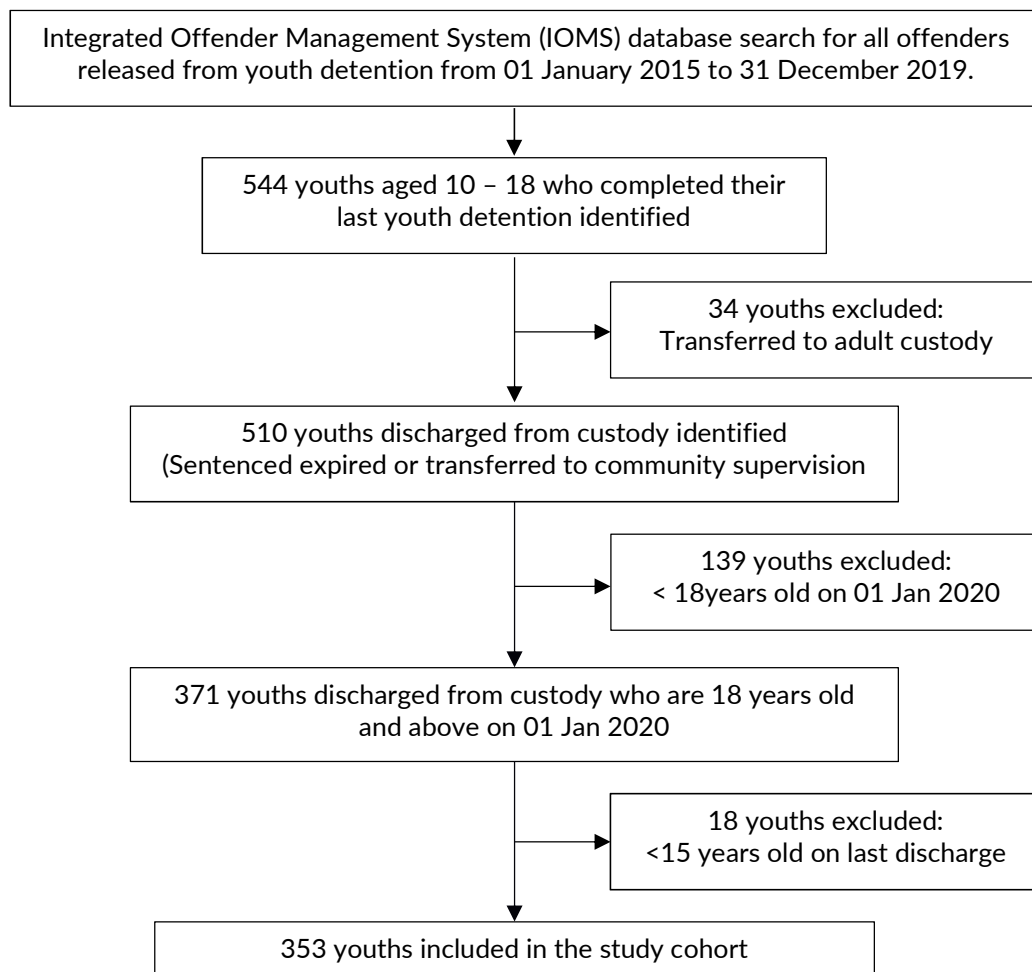 Integrated Offender Management System (IOMS) database search for all offenders
released from youth detention from 01 January 2015 to 31 December 2019.
544 youths aged 10 – 18 who completed their
last youth detention identified
34 youths excluded:
Transferred to adult custody
510 youths discharged from custody identified
(Sentenced expired or transferred to community supervision
139 youths excluded:
< 18years old on 01 Jan 2020
371 youths discharged from custody who are 18 years old
and above on 01 Jan 2020
18 youths excluded:
<15 years old on last discharge
353 youths included in the study cohort